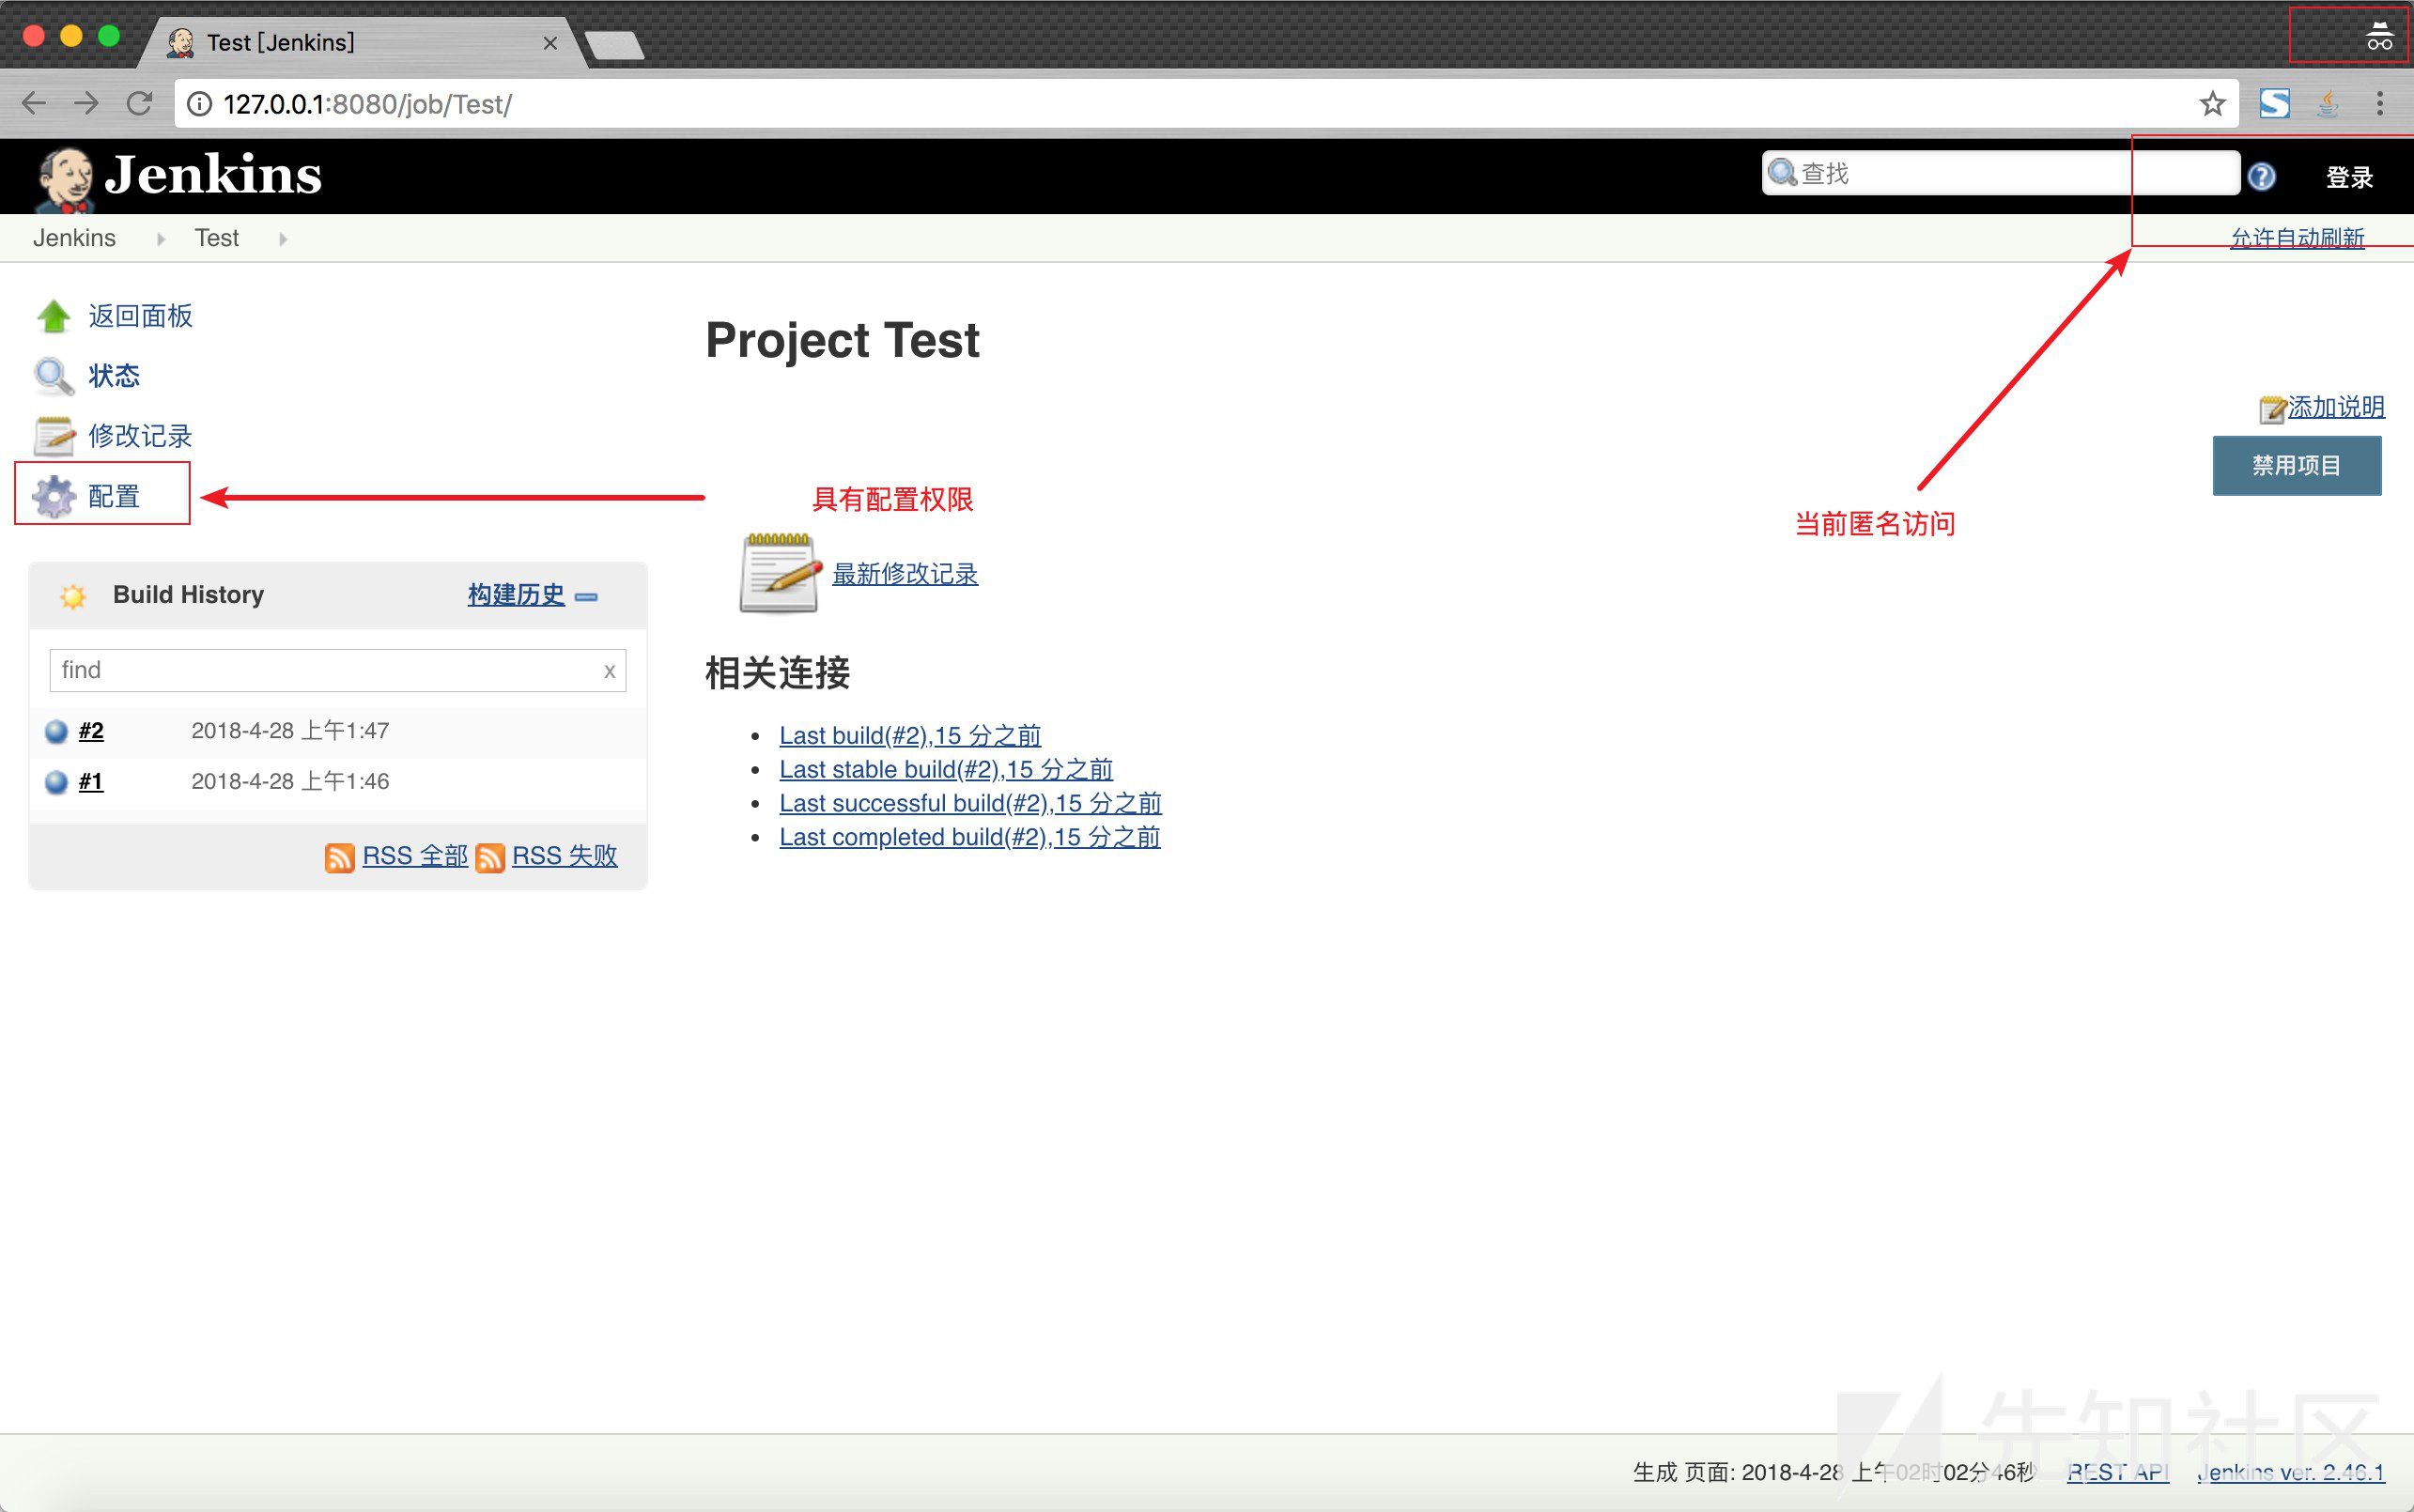 Test [Jenkins]
127.0.0.1:8080/job/Test/
Jenkins
查找
登录
Jenkins
Test
允许自动刷新
返回面板
状态
修改记录
配置
Project Test
添加说明
禁用项目
具有配置权限
当前匿名访问
最新修改记录
Build History
构建历史
find
x
#2 2018-4-28 上午1:47
#1 2018-4-28 上午1:46
RSS 全部 RSS 失败
相关连接
Last build(#2),15 分之前
Last stable build(#2),15 分之前
Last successful build(#2),15 分之前
Last completed build(#2),15 分之前
先知社区
生成 页面: 2018-4-28 上午02时02分46秒 REST API Jenkins ver. 2.46.1